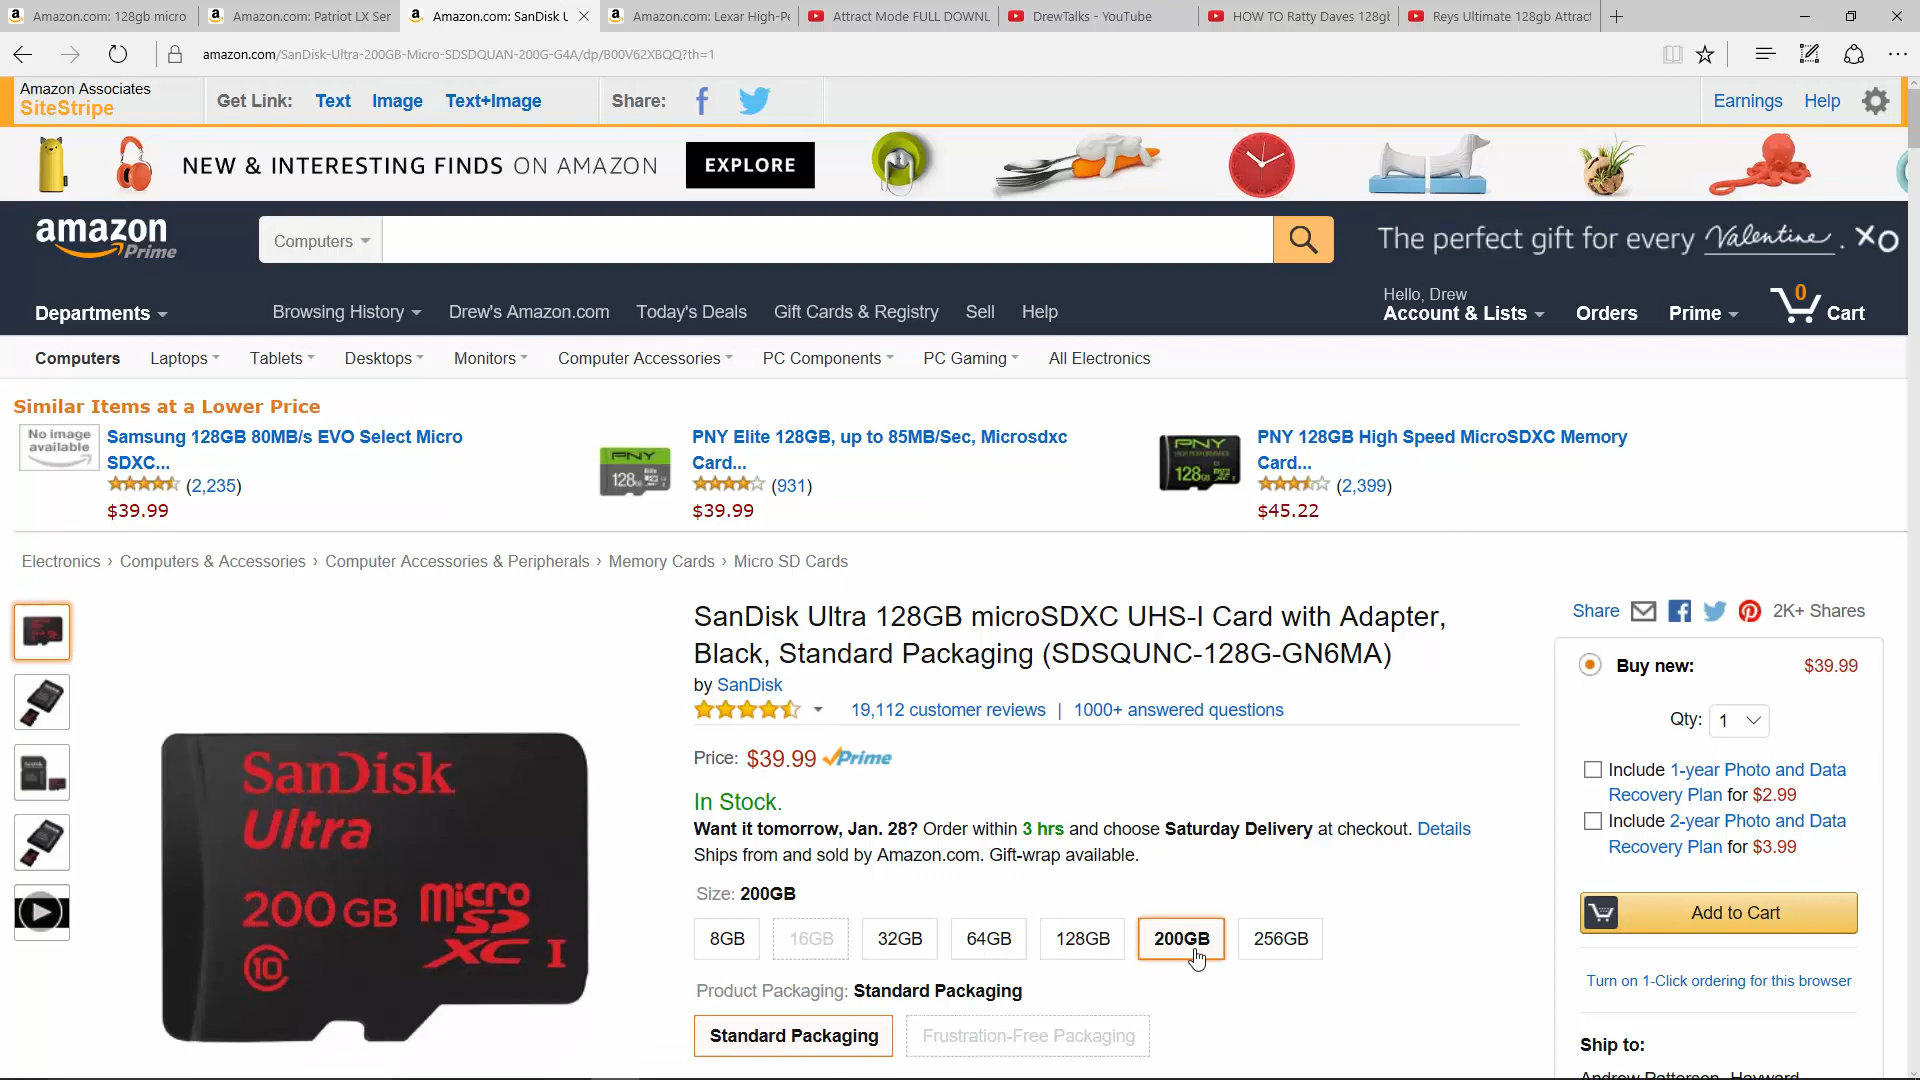 Amazon.com: 128gb micro
Amazon.com: Patriot LX Ser
Amazon.com: SanDisk U
Amazon.com: Lexar High-Pe
Attract Mode FULL DOWNL
DrewTalks - YouTube
HOW TO Ratty Daves 128gb
Reys Ultimate 128gb Attract
amazon.com/SanDisk-Ultra-200GB-Micro-SDSDQUAN-200G-G4A/dp/B00V62XBQQ?th=1
Amazon Associates
SiteStripe
Get Link: Text Image Text+Image
Share:
Earnings Help
NEW & INTERESTING FINDS ON AMAZON EXPLORE
amazon Prime
Computers
The perfect gift for every Valentine. XO
Departments
Browsing History Drew's Amazon.com Today's Deals Gift Cards & Registry Sell Help
Hello, Drew
Account & Lists Orders Prime 0 Cart
Computers Laptops Tablets Desktops Monitors Computer Accessories PC Components PC Gaming All Electronics
Similar Items at a Lower Price
No image
available
Samsung 128GB 80MB/s EVO Select Micro
SDXC...
(2,235)
$39.99
PNY
128GB
PNY Elite 128GB, up to 85MB/Sec, Microsdxc
Card...
(931)
$39.99
PNY
128GB
PNY 128GB High Speed MicroSDXC Memory
Card...
(2,399)
$45.22
Electronics › Computers & Accessories › Computer Accessories & Peripherals › Memory Cards › Micro SD Cards
SanDisk
Ultra
200GB micro SD XC I
10
SanDisk Ultra 128GB microSDXC UHS-I Card with Adapter,
Black, Standard Packaging (SDSQUNC-128G-GN6MA)
by SanDisk
19,112 customer reviews | 1000+ answered questions
Price: $39.99 Prime
In Stock.
Want it tomorrow, Jan. 28? Order within 3 hrs and choose Saturday Delivery at checkout. Details
Ships from and sold by Amazon.com. Gift-wrap available.
Size: 200GB
8GB 16GB 32GB 64GB 128GB 200GB 256GB
Product Packaging: Standard Packaging
Standard Packaging Frustration-Free Packaging
Share 2K+ Shares
Buy new: $39.99
Qty: 1
Include 1-year Photo and Data
Recovery Plan for $2.99
Include 2-year Photo and Data
Recovery Plan for $3.99
Add to Cart
Turn on 1-Click ordering for this browser
Ship to:
Andrew Patterson, Hayward